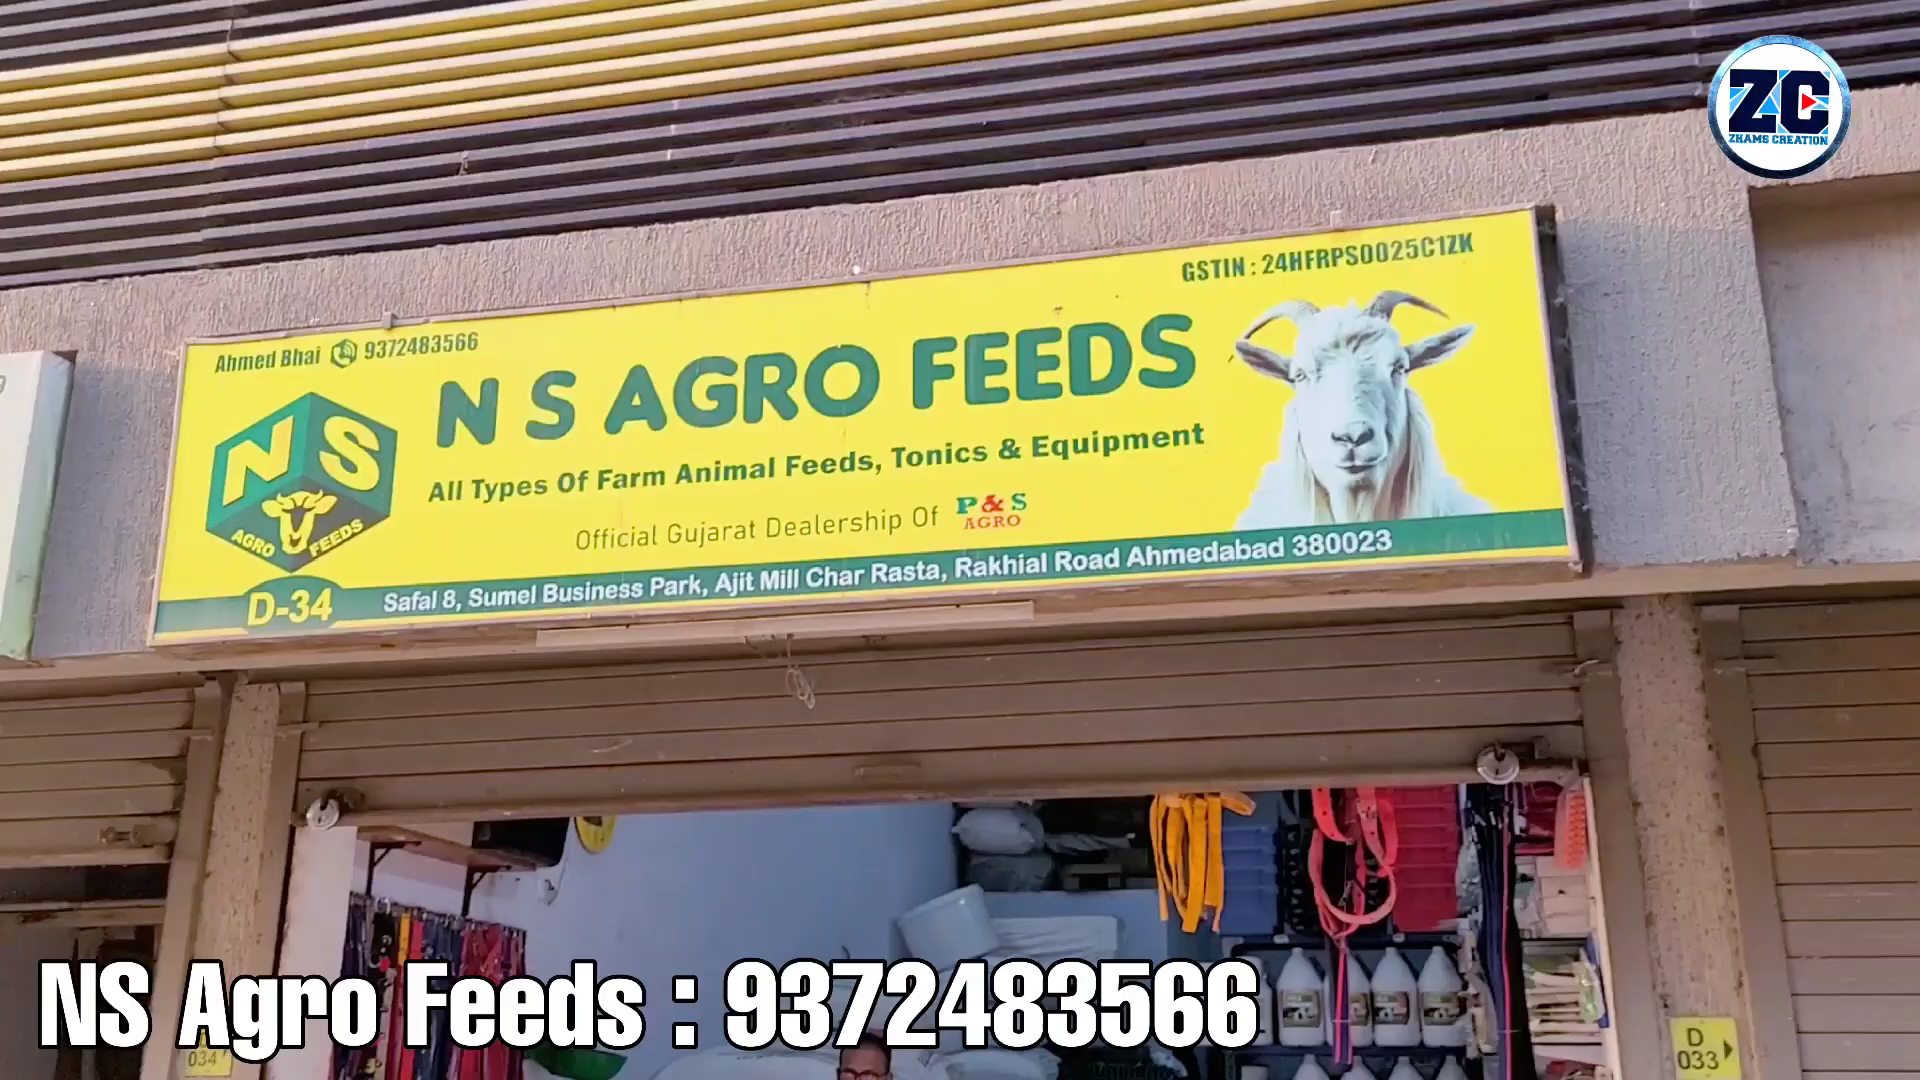 ZC
ZHAMS CREATION
GSTIN : 24HFRPS0025C1ZK
Ahmed Bhai 9372483566
N S AGRO FEEDS
NS
AGRO FEEDS
All Types Of Farm Animal Feeds, Tonics & Equipment
Official Gujarat Dealership Of P&S AGRO
D-34 Safal 8, Sumel Business Park, Ajit Mill Char Rasta, Rakhial Road Ahmedabad 380023
NS Agro Feeds : 9372483566
034
D
033